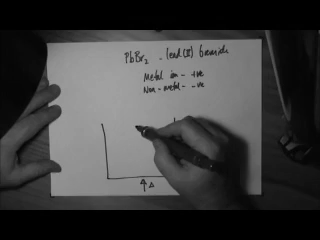 PbBr2 - lead(II) bromide
Metal ion - +ve
Non-metal - -ve
Δ